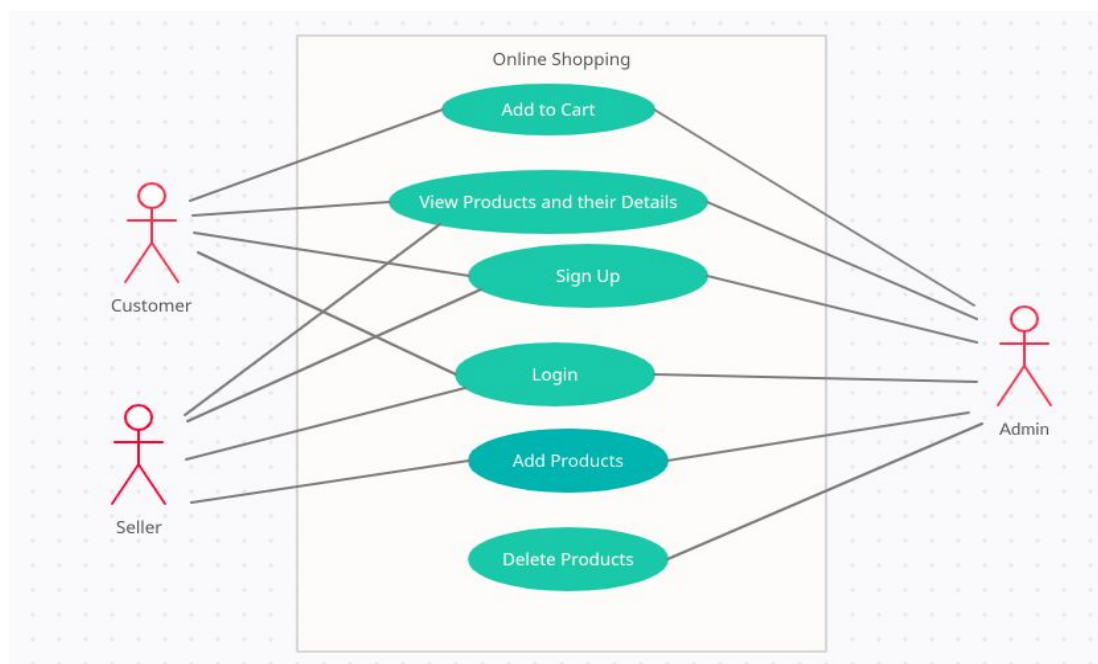 Online Shopping
Add to Cart
View Products and their Details
Sign Up
Customer
Login
Admin
Add Products
Seller
Delete Products